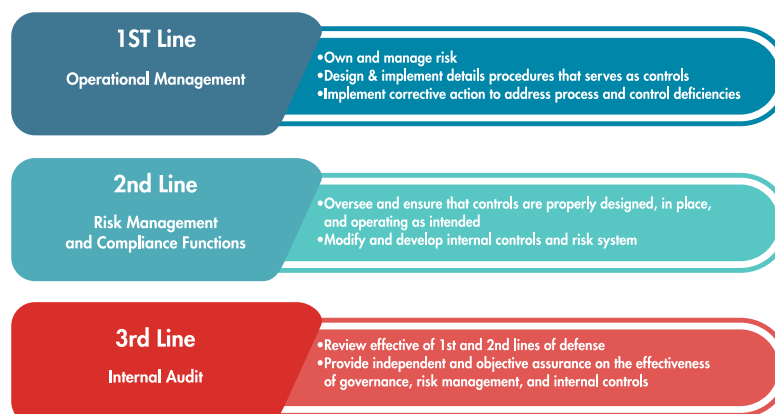 1ST Line
Operational Management
•Own and manage risk
•Design & implement details procedures that serves as controls
•Implement corrective action to address process and control deficiencies
2nd Line
Risk Management
and Compliance Functions
•Oversee and ensure that controls are properly designed, in place,
and operating as intended
•Modify and develop internal controls and risk system
3rd Line
Internal Audit
•Review effective of 1st and 2nd lines of defense
•Provide independent and objective assurance on the effectiveness
of governance, risk management, and internal controls